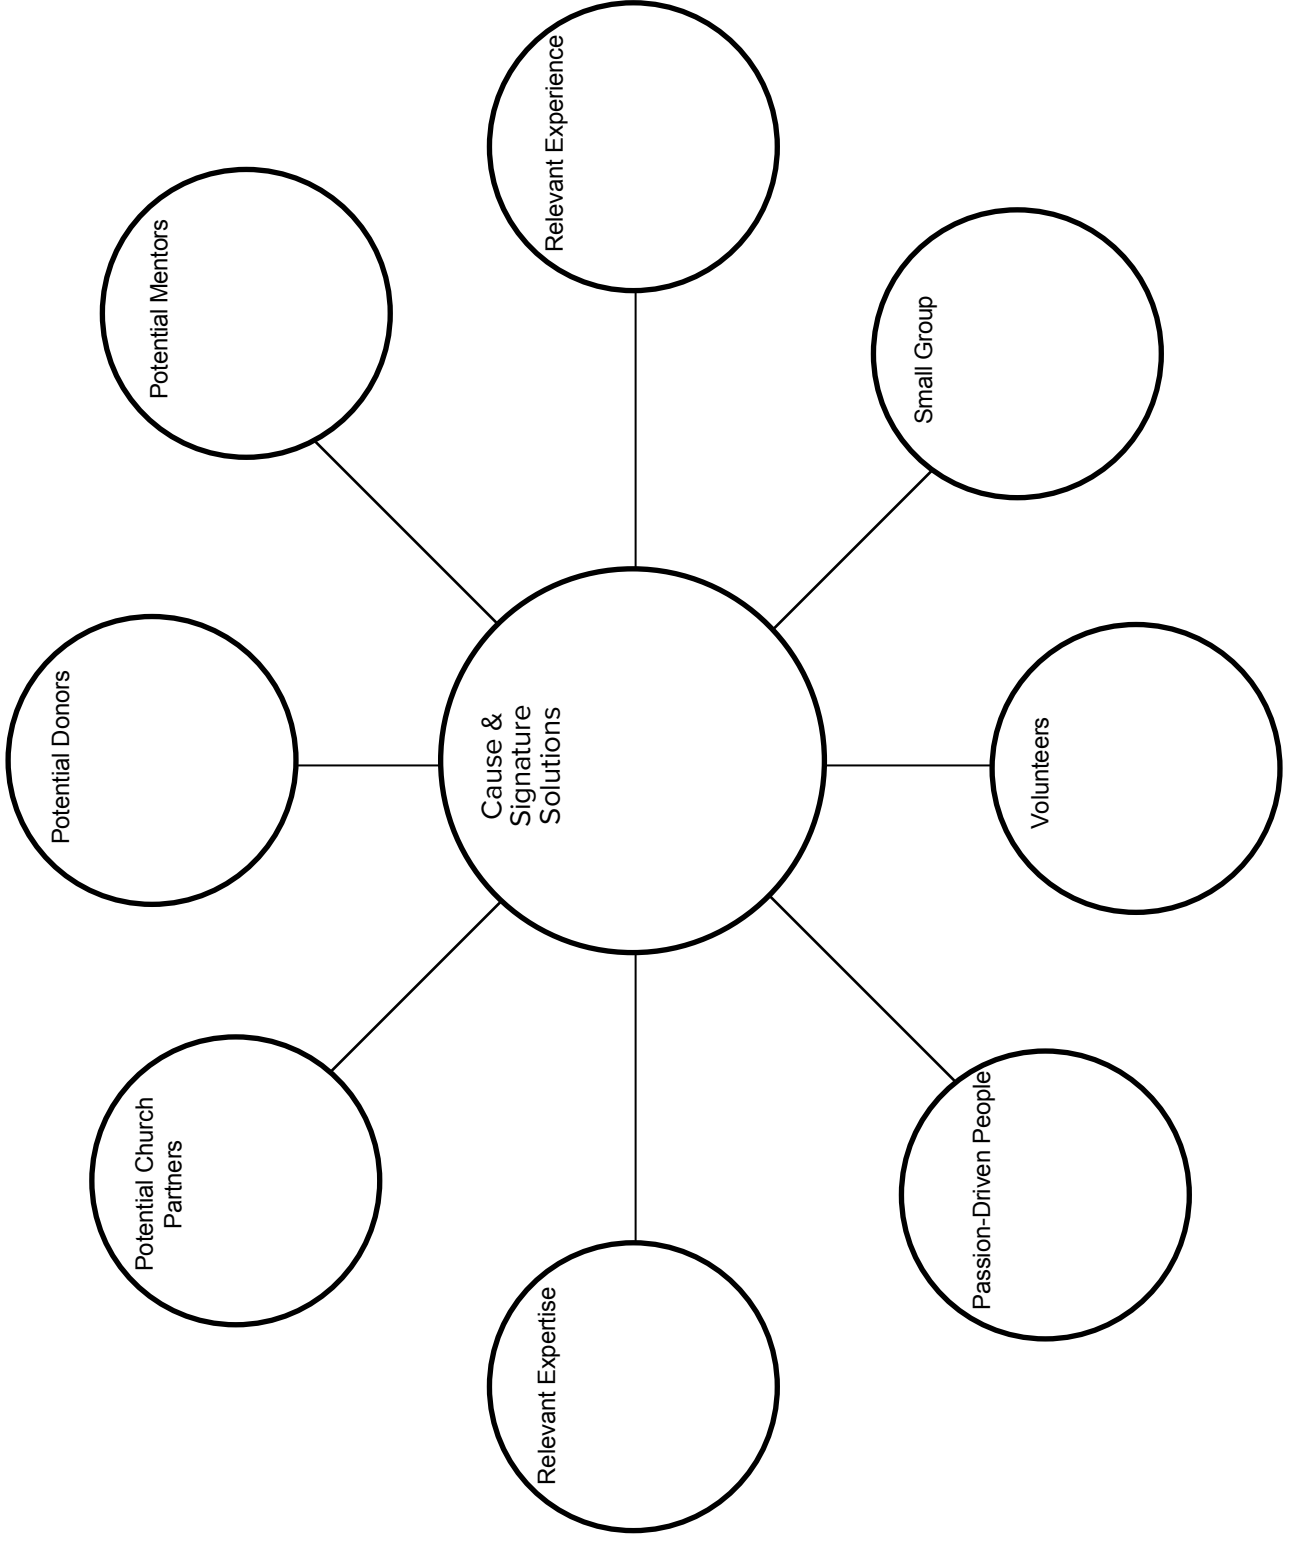 Potential Donors
Potential Church
Partners
Potential Mentors
Relevant Expertise
Cause &
Signature
Solutions
Relevant Experience
Passion-Driven People
Small Group
Volunteers